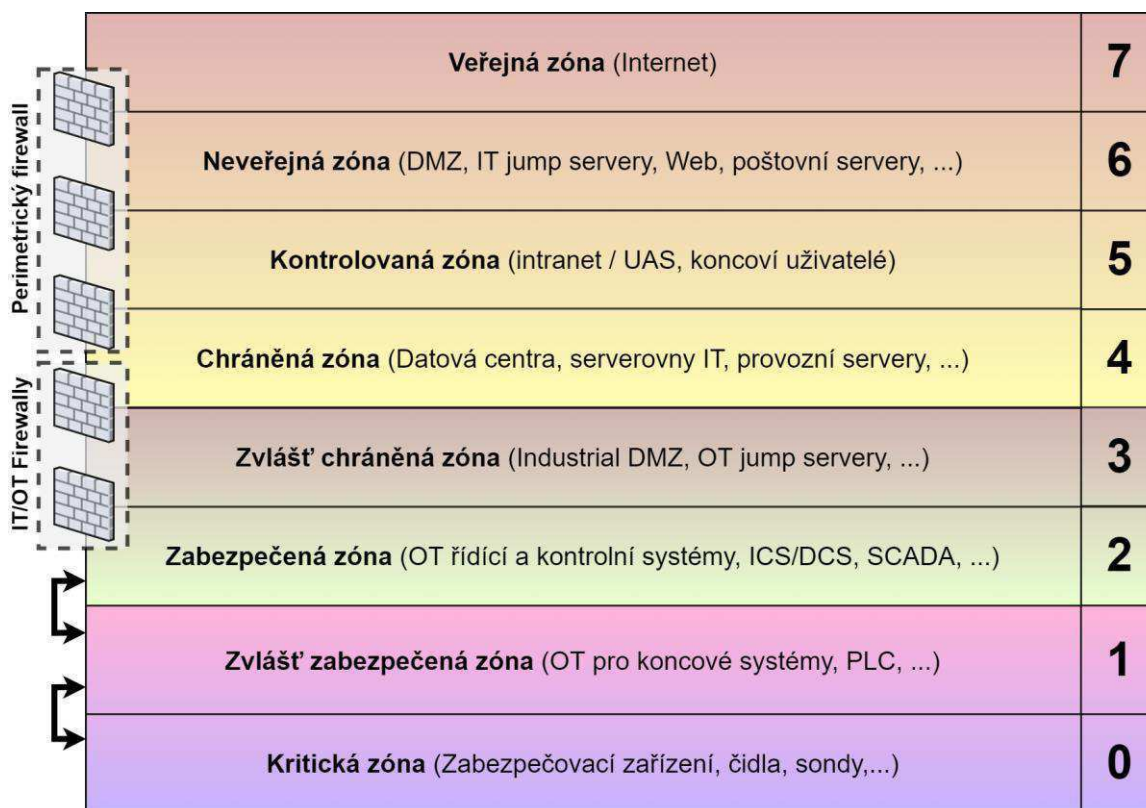 Veřejná zóna (Internet) 7
Neveřejná zóna (DMZ, IT jump servery, Web, poštovní servery, ...) 6
Kontrolovaná zóna (intranet / UAS, koncoví uživatelé) 5
Chráněná zóna (Datová centra, serverovny IT, provozní servery, ...) 4
Zvlášť chráněná zóna (Industrial DMZ, OT jump servery, ...) 3
Zabezpečená zóna (OT řídící a kontrolní systémy, ICS/DCS, SCADA, ...) 2
Zvlášť zabezpečená zóna (OT pro koncové systémy, PLC, ...) 1
Kritická zóna (Zabezpečovací zařízení, čidla, sondy,...) 0
Perimetrický firewall
IT/OT Firewally